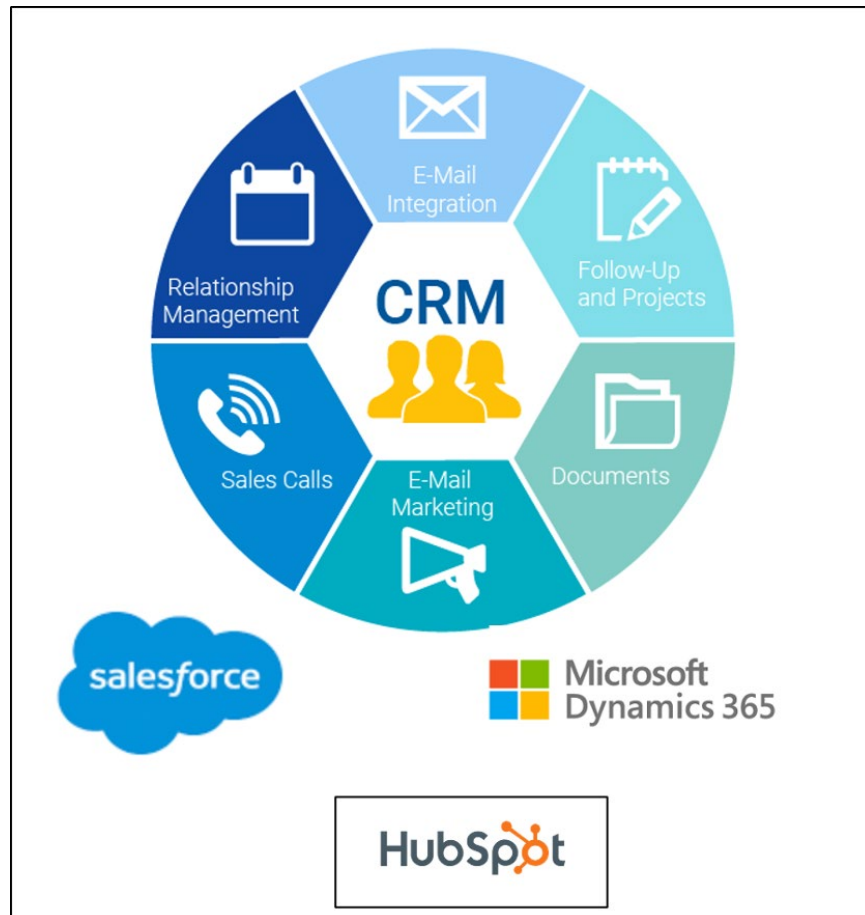 E-Mail
Integration
Relationship
Management
Follow-Up
and Projects
CRM
Sales Calls
E-Mail
Marketing
Documents
salesforce
Microsoft
Dynamics 365
HubSpot